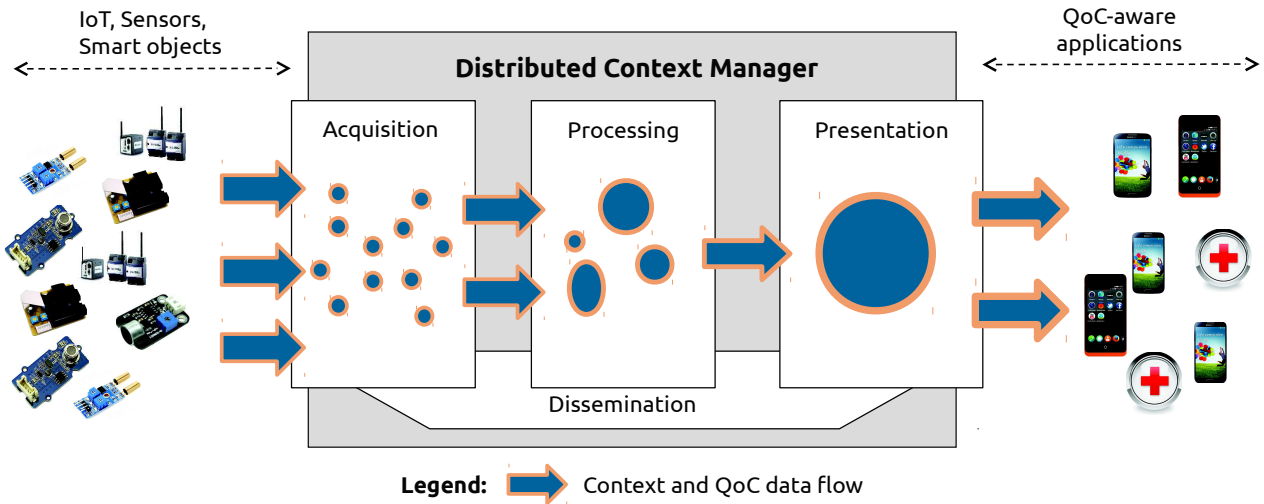 IoT, Sensors,
Smart objects
QoC-aware
applications
Distributed Context Manager
Acquisition
Processing
Presentation
Dissemination
Legend: Context and QoC data flow